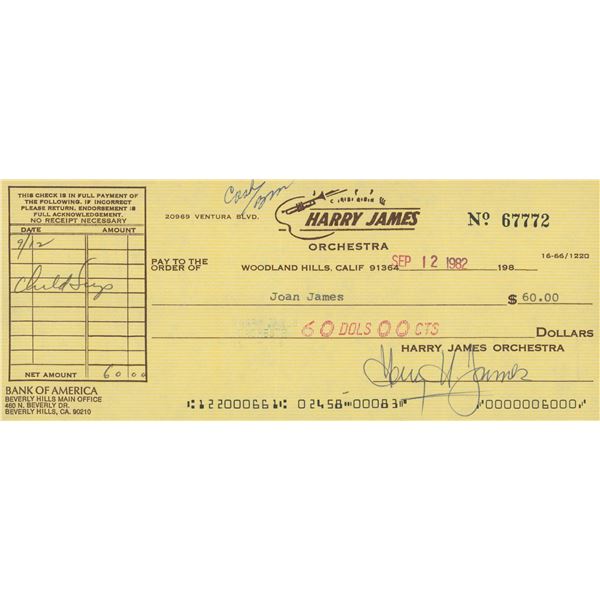 THIS CHECK IS IN FULL PAYMENT OF
THE FOLLOWING. IF INCORRECT
PLEASE RETURN. ENDORSEMENT IS
FULL ACKNOWLEDGEMENT.
NO RECEIPT NECESSARY
DATE AMOUNT
9/12
Child Sup
NET AMOUNT 60 00
BANK OF AMERICA
BEVERLY HILLS MAIN OFFICE
460 N. BEVERLY DR.
BEVERLY HILLS, CA. 90210
Cash
20969 VENTURA BLVD.
HARRY JAMES
ORCHESTRA
WOODLAND HILLS, CALIF 91364
Nº 67772
SEP 12 1982 198
16-66/1220
PAY TO THE
ORDER OF
Joan James $ 60.00
60 DOLS 00 CTS Dollars
HARRY JAMES ORCHESTRA
Harry H James
⑆122000661⑆ 02458⑉00083⑈ ⑈0000006000⑈